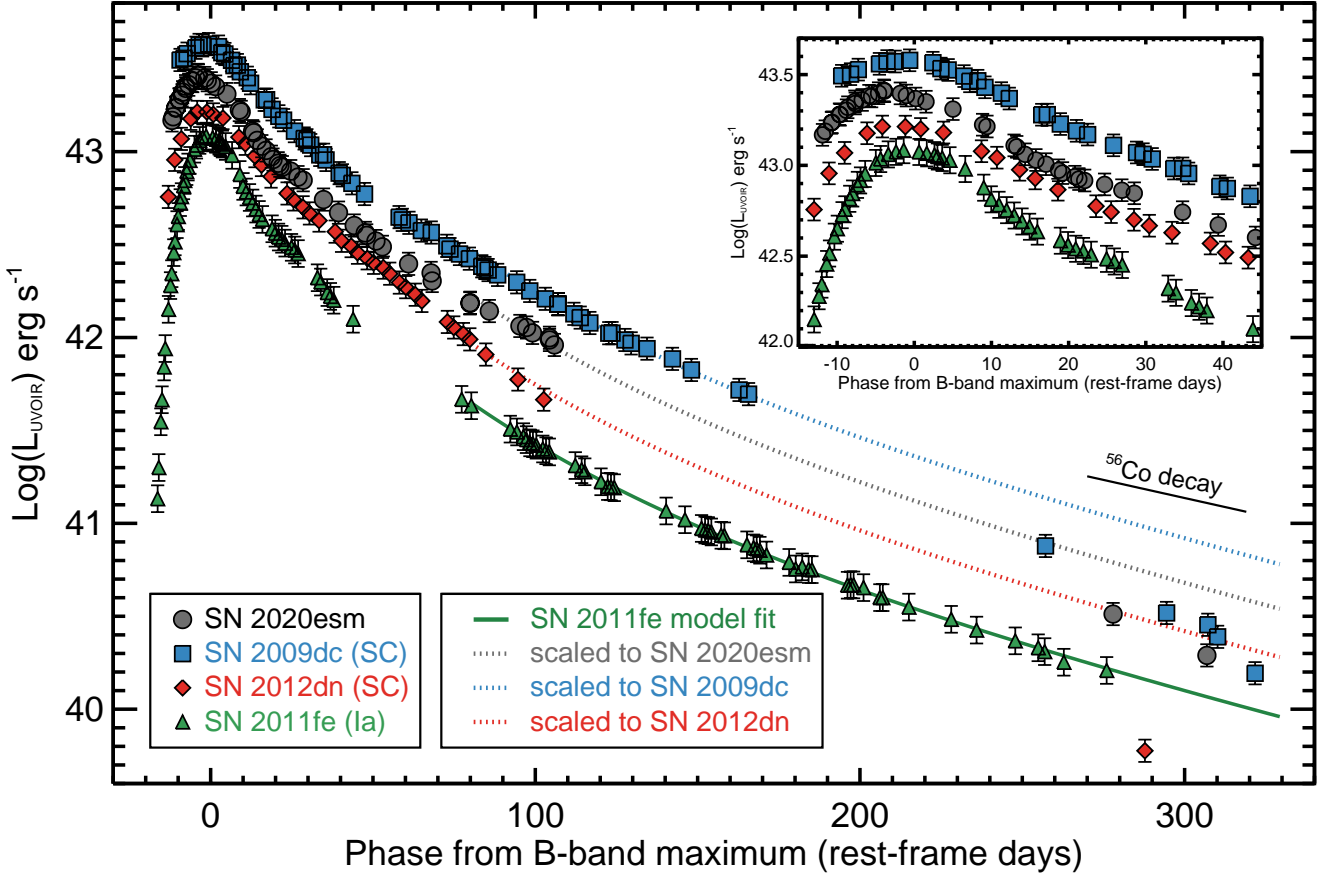 43
42
41
40
Log(L_UVOIR) erg s⁻¹
0
100
200
300
Phase from B-band maximum (rest-frame days)
43.5
43.0
42.5
42.0
Log(L_UVOIR) erg s⁻¹
-10
0
10
20
30
40
Phase from B-band maximum (rest-frame days)
⁵⁶Co decay
SN 2020esm
SN 2009dc (SC)
SN 2012dn (SC)
SN 2011fe (Ia)
SN 2011fe model fit
scaled to SN 2020esm
scaled to SN 2009dc
scaled to SN 2012dn